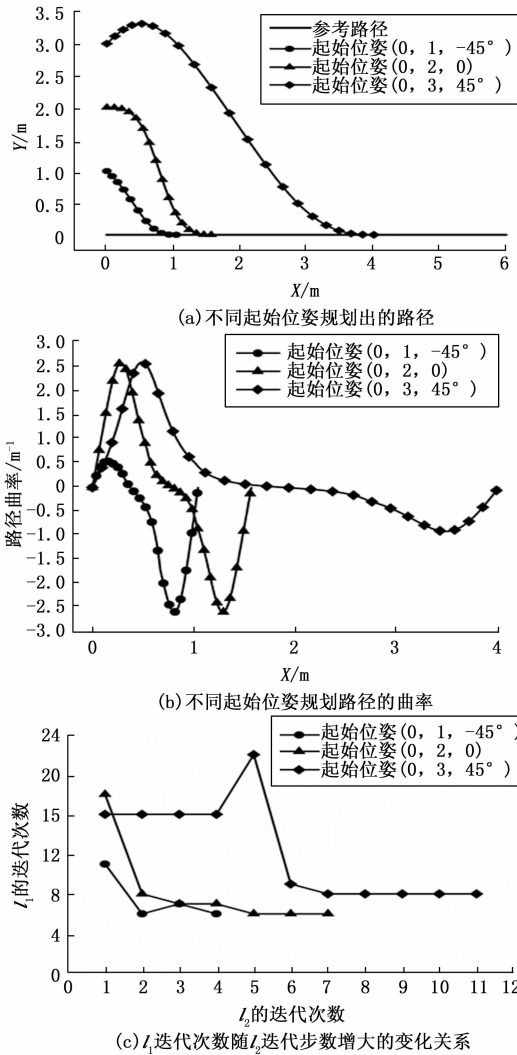 3.5
3.0
2.5
2.0
1.5
1.0
0.5
0
Y/m
参考路径
起始位姿(0, 1, -45°)
起始位姿(0, 2, 0)
起始位姿(0, 3, 45°)
0 1 2 3 4 5 6
X/m
(a)不同起始位姿规划出的路径
3.0
2.5
2.0
1.5
1.0
0.5
0
-0.5
-1.0
-1.5
-2.0
-2.5
-3.0
路径曲率/m⁻¹
起始位姿(0, 1, -45°)
起始位姿(0, 2, 0)
起始位姿(0, 3, 45°)
0 1 2 3 4
X/m
(b)不同起始位姿规划路径的曲率
24
20
15
12
8
4
0
l₁的迭代次数
起始位姿(0, 1, -45°)
起始位姿(0, 2, 0)
起始位姿(0, 3, 45°)
0 1 2 3 4 5 6 7 8 9 10 11 12
l₂的迭代次数
(c)l₁迭代次数随l₂迭代步数增大的变化关系